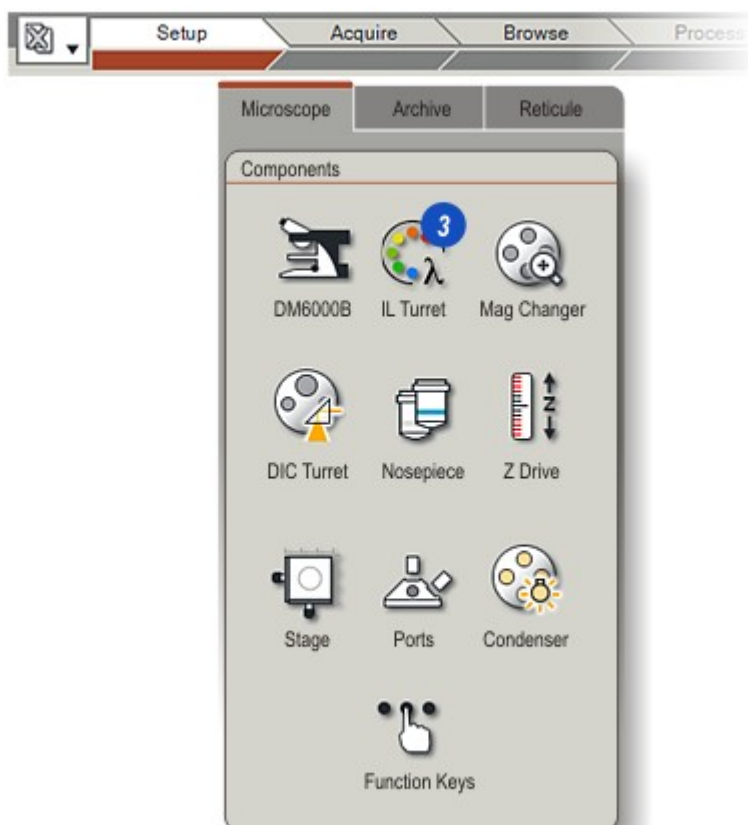 Setup Acquire Browse Process
Microscope Archive Reticule
Components
3
λ
DM6000B IL Turret Mag Changer
Z
DIC Turret Nosepiece Z Drive
Stage Ports Condenser
Function Keys